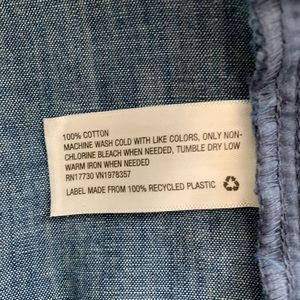 100% COTTON
MACHINE WASH COLD WITH LIKE COLORS, ONLY NON-
CHLORINE BLEACH WHEN NEEDED, TUMBLE DRY LOW
WARM IRON WHEN NEEDED
RN17730 VN1978357
LABEL MADE FROM 100% RECYCLED PLASTIC